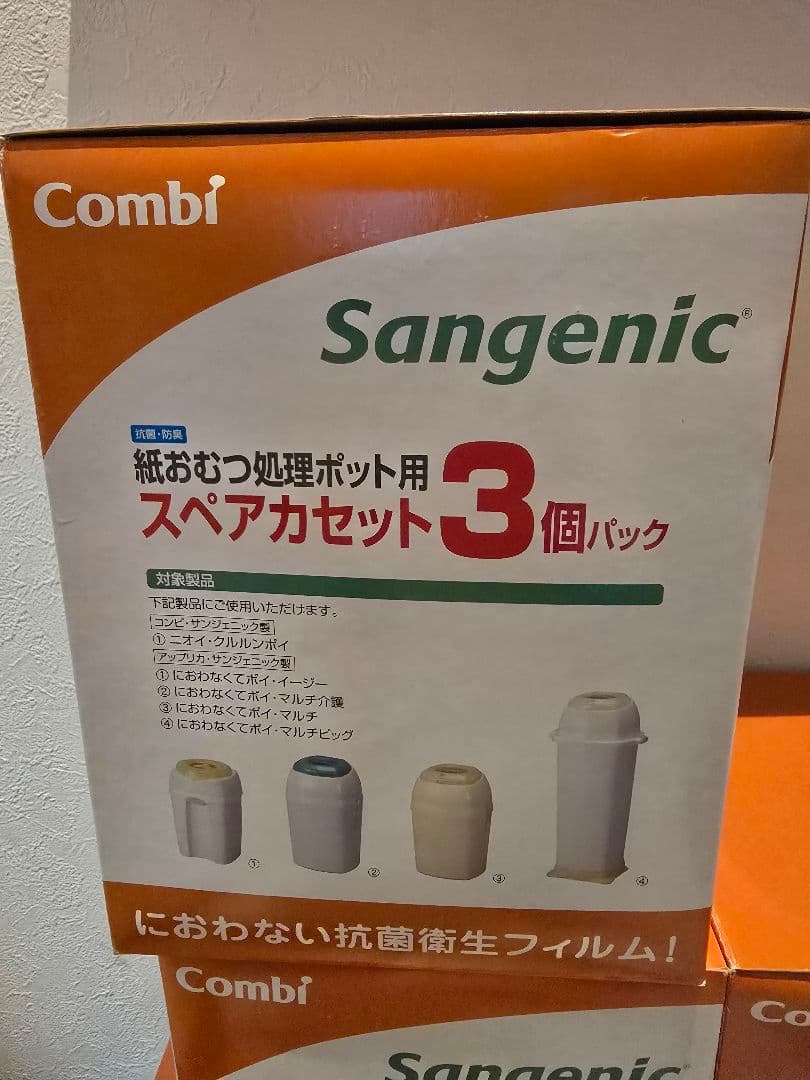 Combi
Sangenic®
抗菌・防臭
紙おむつ処理ポット用
スペアカセット3個パック
対象製品
下記製品にご使用いただけます。
コンビ・サンジェニック製
① ニオイ・クルルンポイ
アップリカ・サンジェニック製
① におわなくてポイ・イージー
② におわなくてポイ・マルチ介護
③ におわなくてポイ・マルチ
④ におわなくてポイ・マルチビッグ
① ② ③ ④
におわない抗菌衛生フィルム!
Combi
Co
Sangenic